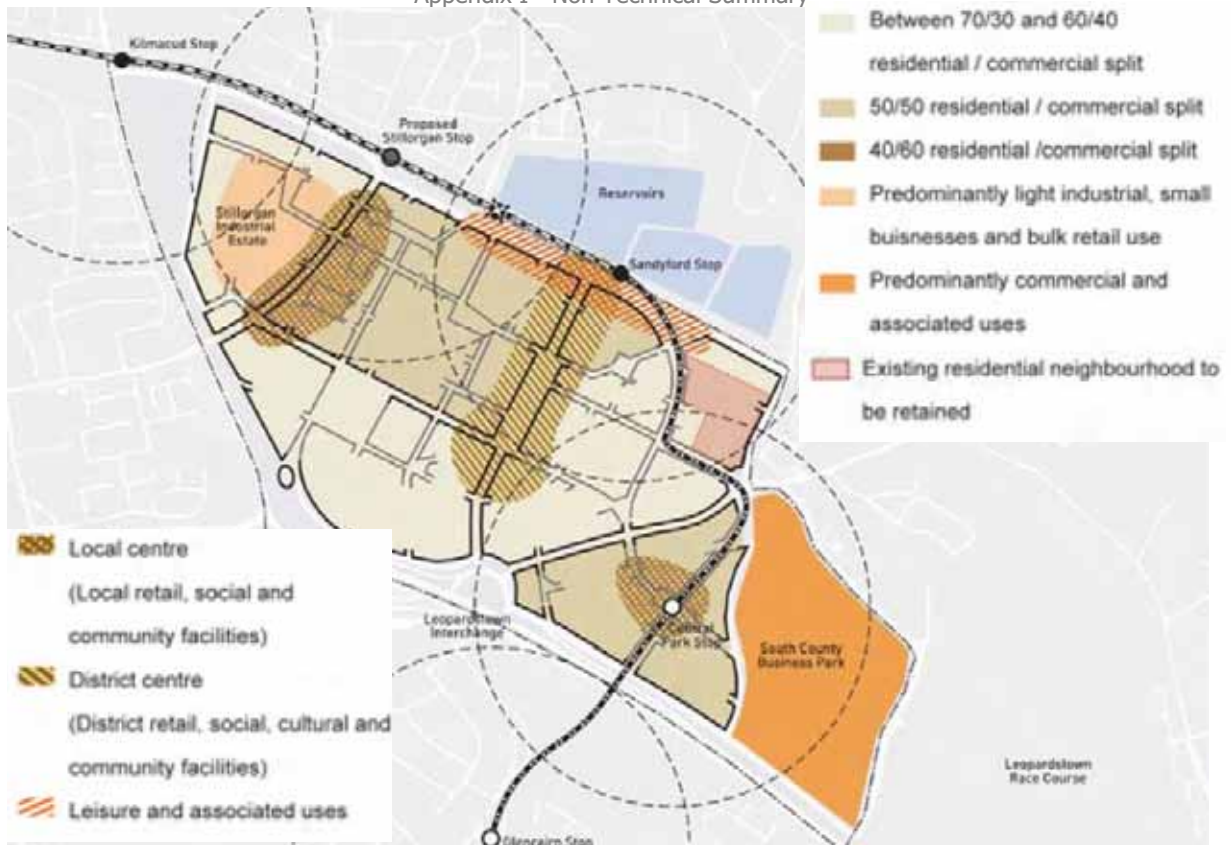 Appendix I - Non-Technical Summary
Kilmacud Stop
Proposed
Stillorgan Stop
Reservoirs
Stillorgan
Industrial
Estate
Sandyford Stop
Leopardstown
Interchange
Central
Park Stop
South County
Business Park
Leopardstown
Race Course
Glencairn Stop
Between 70/30 and 60/40
residential / commercial split
50/50 residential / commercial split
40/60 residential /commercial split
Predominantly light industrial, small
buisnesses and bulk retail use
Predominantly commercial and
associated uses
Existing residential neighbourhood to
be retained
Local centre
(Local retail, social and
community facilities)
District centre
(District retail, social, cultural and
community facilities)
Leisure and associated uses